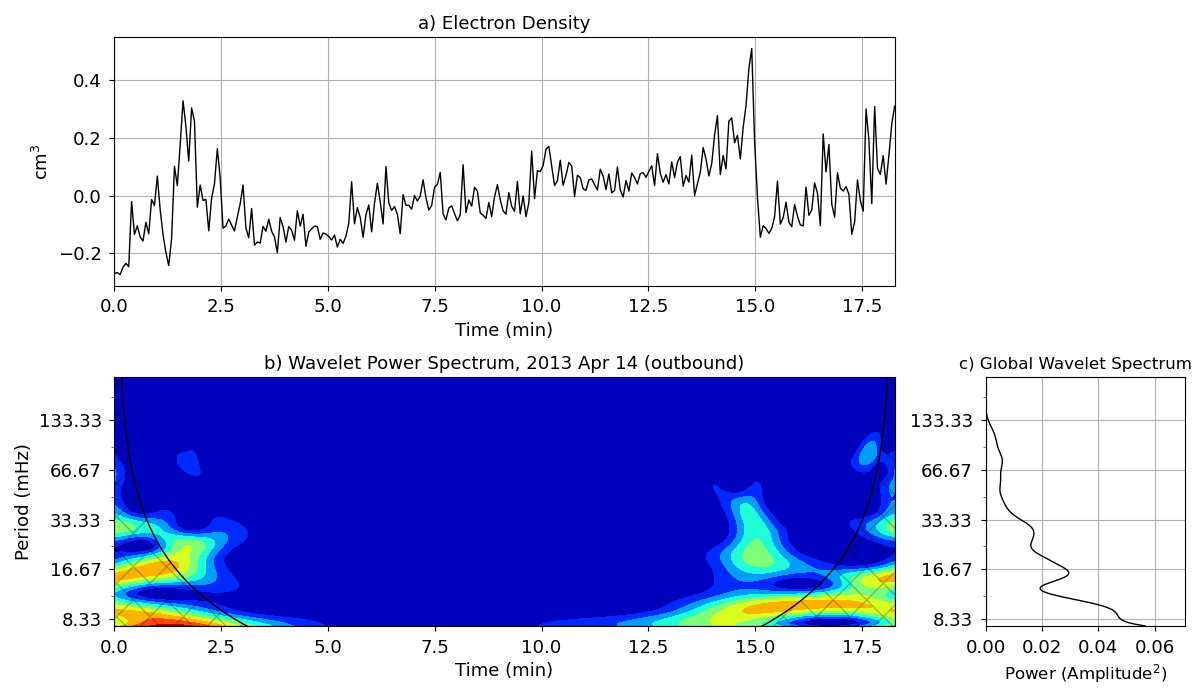 a) Electron Density
cm³
0.4
0.2
0.0
−0.2
0.0 2.5 5.0 7.5 10.0 12.5 15.0 17.5
Time (min)
b) Wavelet Power Spectrum, 2013 Apr 14 (outbound)
c) Global Wavelet Spectrum
Period (mHz)
133.33 133.33
66.67 66.67
33.33 33.33
16.67 16.67
8.33 8.33
0.0 2.5 5.0 7.5 10.0 12.5 15.0 17.5
0.00 0.02 0.04 0.06
Time (min)
Power (Amplitude²)